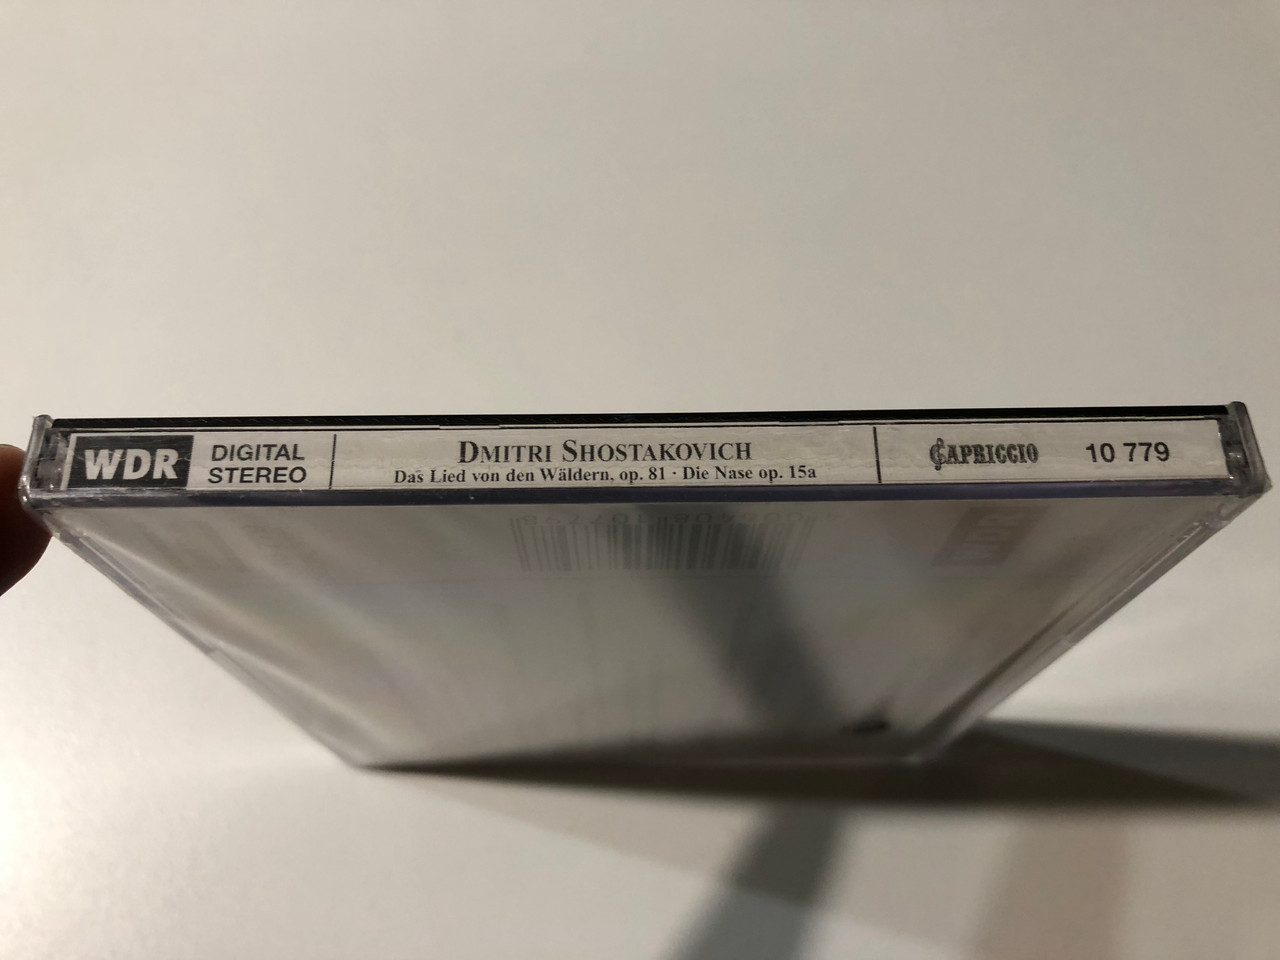 WDR
DIGITAL
STEREO
DMITRI SHOSTAKOVICH
Das Lied von den Wäldern, op. 81 · Die Nase op. 15a
CAPRICCIO
10 779